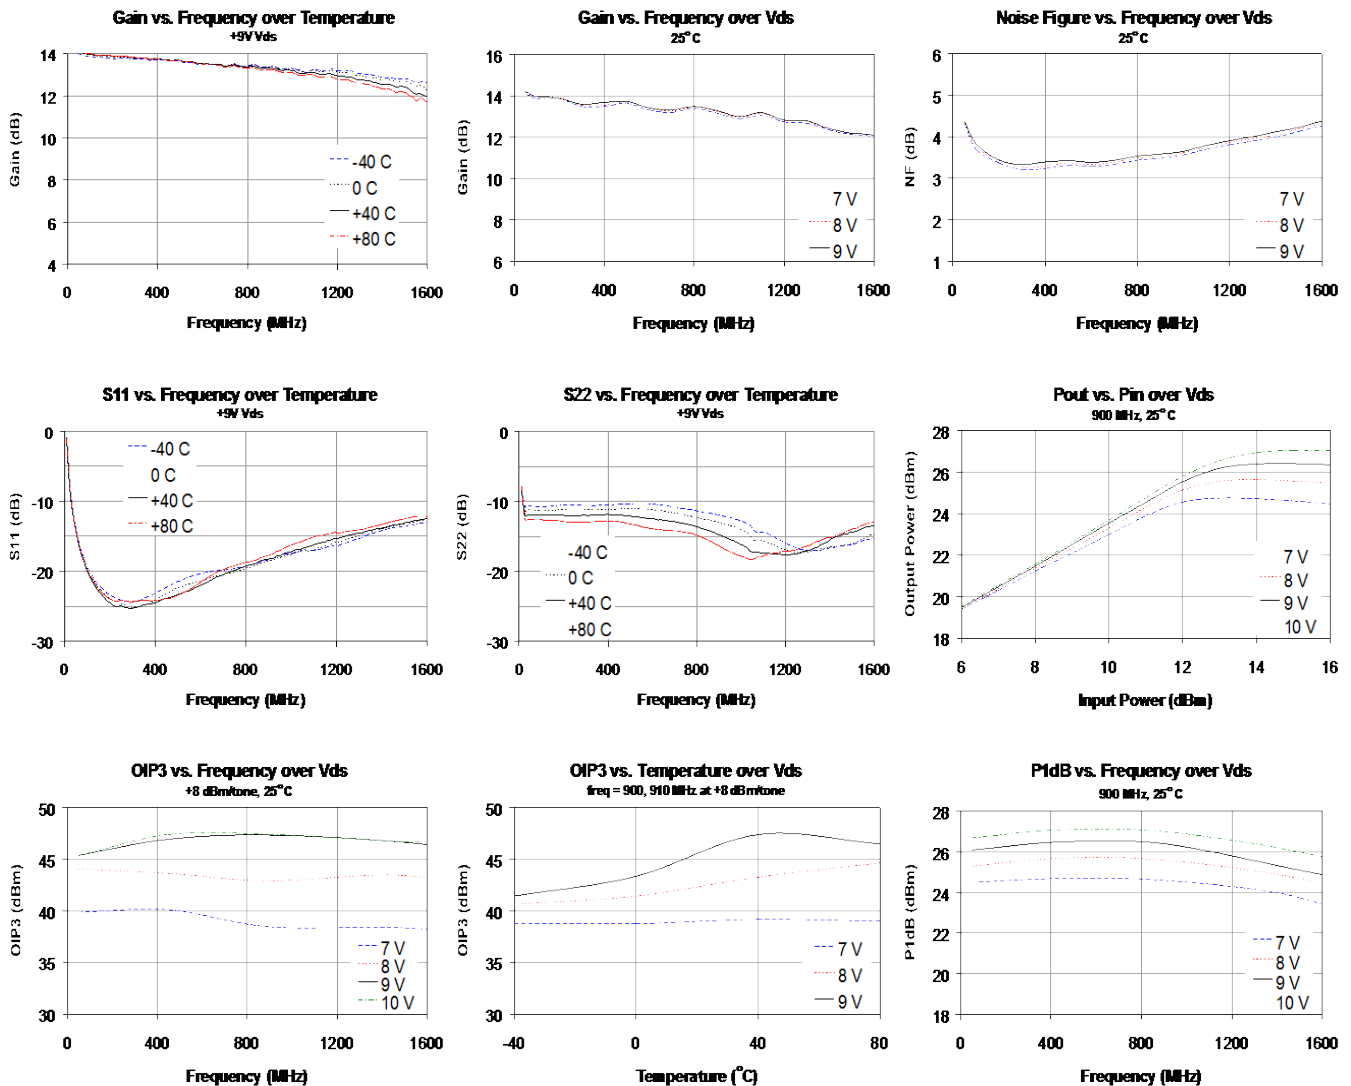 Gain vs. Frequency over Temperature
+9V Vds
14
12
10
8
6
4
Gain (dB)
-40 C
0 C
+40 C
+80 C
0 400 800 1200 1600
Frequency (MHz)
Gain vs. Frequency over Vds
25°C
16
14
12
10
8
6
Gain (dB)
7 V
8 V
9 V
0 400 800 1200 1600
Frequency (MHz)
Noise Figure vs. Frequency over Vds
25°C
6
5
4
3
2
1
NF (dB)
7 V
8 V
9 V
0 400 800 1200 1600
Frequency (MHz)
S11 vs. Frequency over Temperature
+9V Vds
0
-10
-20
-30
S11 (dB)
-40 C
0 C
+40 C
+80 C
0 400 800 1200 1600
Frequency (MHz)
S22 vs. Frequency over Temperature
+9V Vds
0
-10
-20
-30
S22 (dB)
-40 C
0 C
+40 C
+80 C
0 400 800 1200 1600
Frequency (MHz)
Pout vs. Pin over Vds
900 MHz, 25°C
28
26
24
22
20
18
Output Power (dBm)
7 V
8 V
9 V
10 V
6 8 10 12 14 16
Input Power (dBm)
OIP3 vs. Frequency over Vds
+8 dBm/tone, 25°C
50
45
40
35
30
OIP3 (dBm)
7 V
8 V
9 V
10 V
0 400 800 1200 1600
Frequency (MHz)
OIP3 vs. Temperature over Vds
freq = 900, 910 MHz at +8 dBm/tone
50
45
40
35
30
OIP3 (dBm)
7 V
8 V
9 V
-40 0 40 80
Temperature (°C)
P1dB vs. Frequency over Vds
900 MHz, 25°C
28
26
24
22
20
18
P1dB (dBm)
7 V
8 V
9 V
10 V
0 400 800 1200 1600
Frequency (MHz)